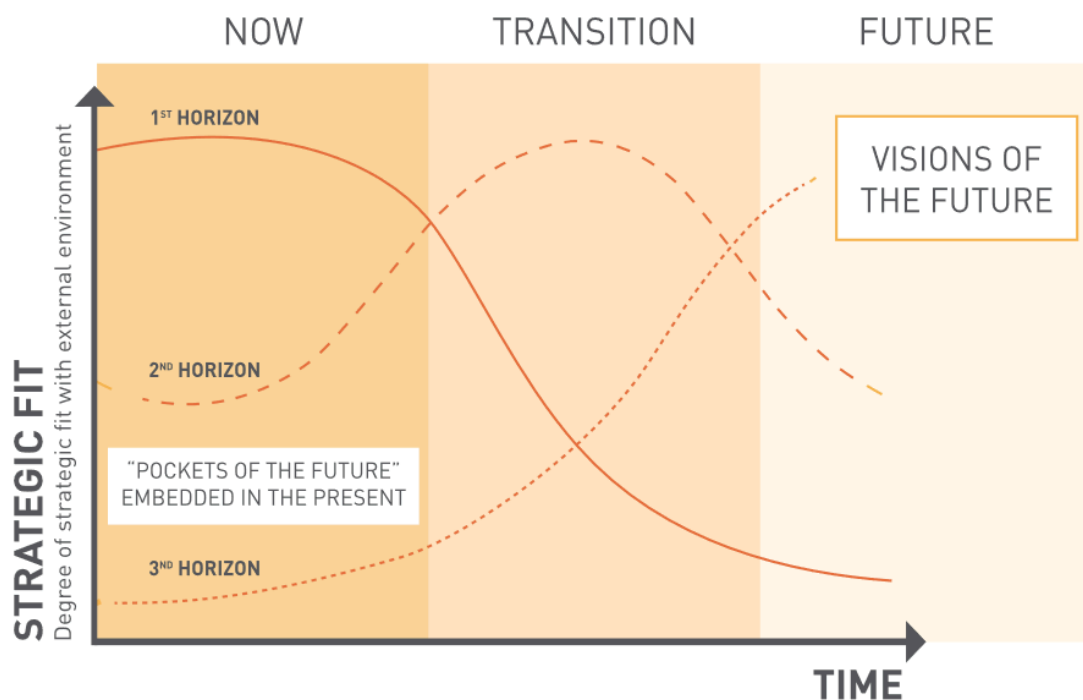 NOW
TRANSITION
FUTURE
1ST HORIZON
VISIONS OF
THE FUTURE
2ND HORIZON
"POCKETS OF THE FUTURE"
EMBEDDED IN THE PRESENT
3RD HORIZON
STRATEGIC FIT
Degree of strategic fit with external environment
TIME